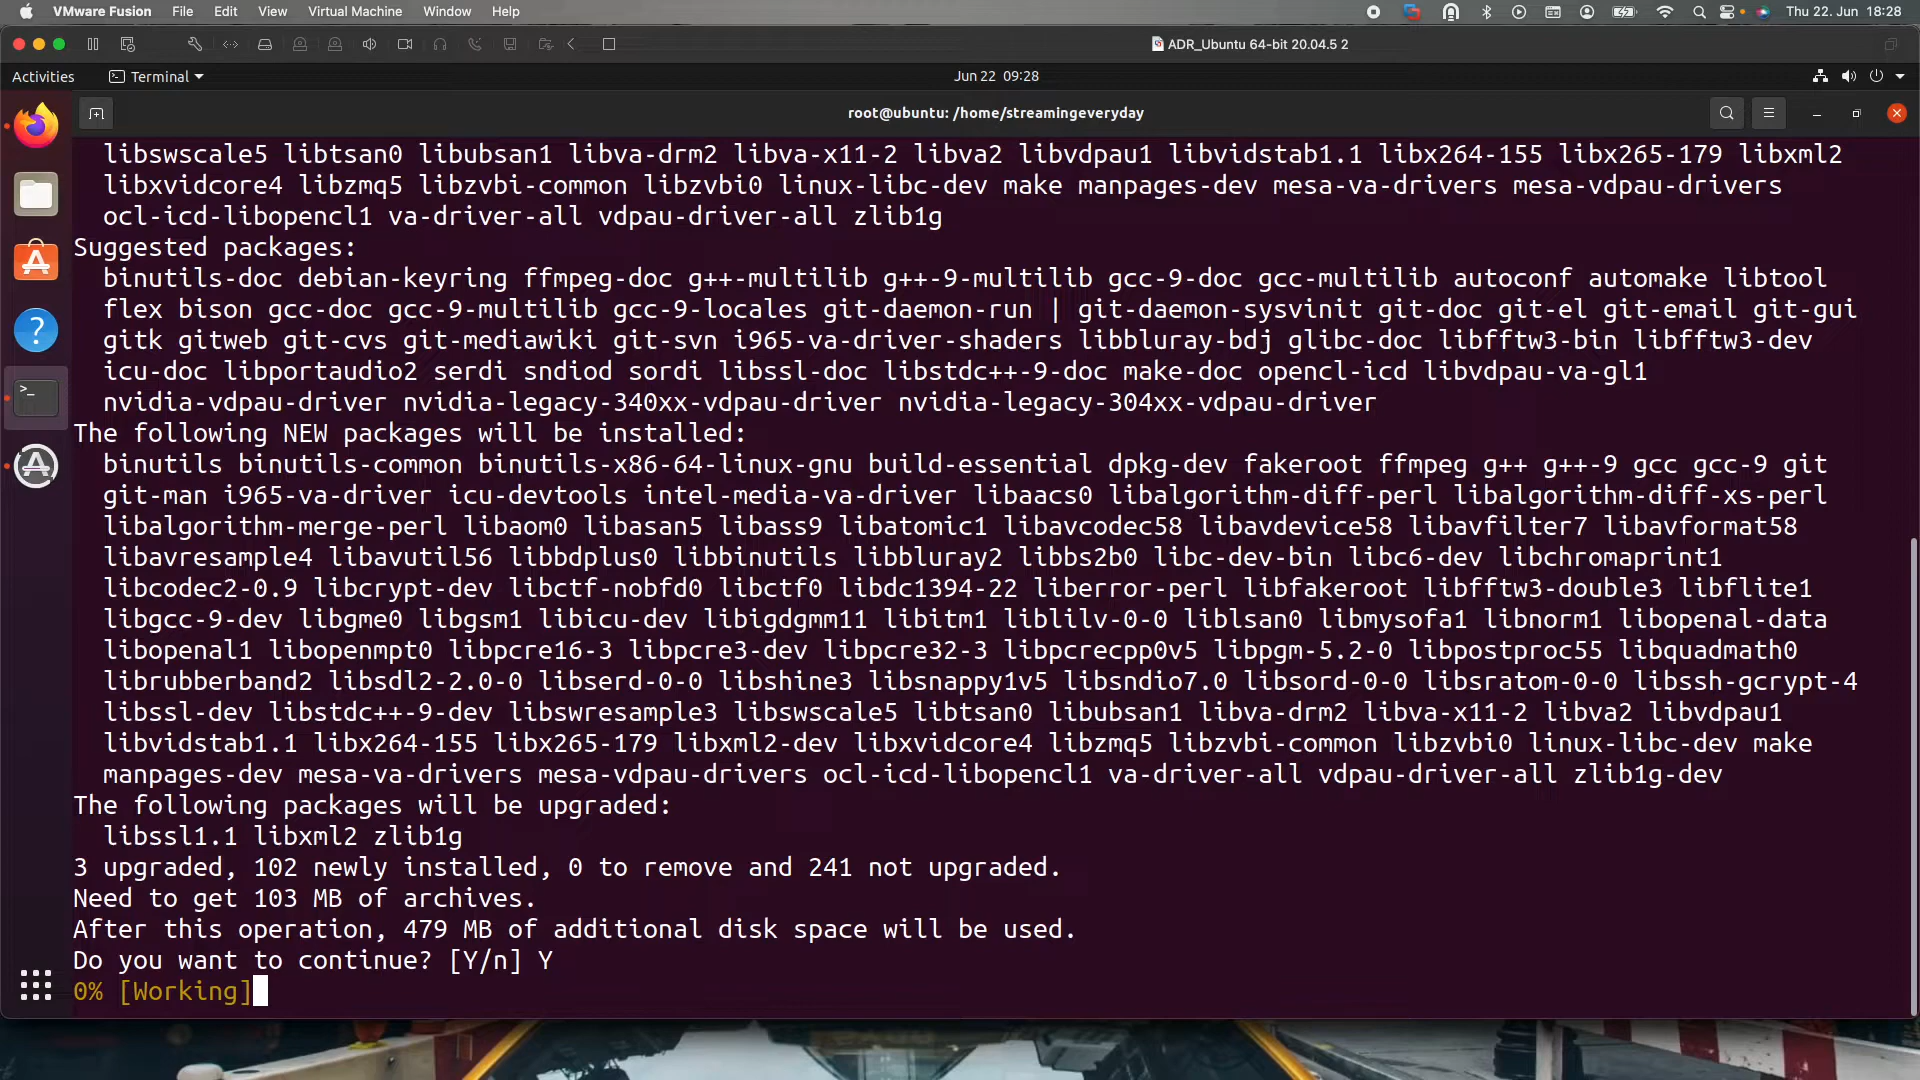 VMware Fusion File Edit View Virtual Machine Window Help Thu 22. Jun 18:28
ADR_Ubuntu 64-bit 20.04.5 2
Activities Terminal Jun 22 09:28
root@ubuntu: /home/streamingeveryday
libswscale5 libtsan0 libubsan1 libva-drm2 libva-x11-2 libva2 libvdpau1 libvidstab1.1 libx264-155 libx265-179 libxml2
libxvidcore4 libzmq5 libzvbi-common libzvbi0 linux-libc-dev make manpages-dev mesa-va-drivers mesa-vdpau-drivers
ocl-icd-libopencl1 va-driver-all vdpau-driver-all zlib1g
Suggested packages:
binutils-doc debian-keyring ffmpeg-doc g++-multilib g++-9-multilib gcc-9-doc gcc-multilib autoconf automake libtool
flex bison gcc-doc gcc-9-multilib gcc-9-locales git-daemon-run | git-daemon-sysvinit git-doc git-el git-email git-gui
gitk gitweb git-cvs git-mediawiki git-svn i965-va-driver-shaders libbluray-bdj glibc-doc libfftw3-bin libfftw3-dev
icu-doc libportaudio2 serdi sndiod sordi libssl-doc libstdc++-9-doc make-doc opencl-icd libvdpau-va-gl1
nvidia-vdpau-driver nvidia-legacy-340xx-vdpau-driver nvidia-legacy-304xx-vdpau-driver
The following NEW packages will be installed:
binutils binutils-common binutils-x86-64-linux-gnu build-essential dpkg-dev fakeroot ffmpeg g++ g++-9 gcc gcc-9 git
git-man i965-va-driver icu-devtools intel-media-va-driver libaacs0 libalgorithm-diff-perl libalgorithm-diff-xs-perl
libalgorithm-merge-perl libaom0 libasan5 libass9 libatomic1 libavcodec58 libavdevice58 libavfilter7 libavformat58
libavresample4 libavutil56 libbdplus0 libbinutils libbluray2 libbs2b0 libc-dev-bin libc6-dev libchromaprint1
libcodec2-0.9 libcrypt-dev libctf-nobfd0 libctf0 libdc1394-22 liberror-perl libfakeroot libfftw3-double3 libflite1
libgcc-9-dev libgme0 libgsm1 libicu-dev libigdgmm11 libitm1 liblilv-0-0 liblsan0 libmysofa1 libnorm1 libopenal-data
libopenal1 libopenmpt0 libpcre16-3 libpcre3-dev libpcre32-3 libpcrecpp0v5 libpgm-5.2-0 libpostproc55 libquadmath0
librubberband2 libsdl2-2.0-0 libserd-0-0 libshine3 libsnappy1v5 libsndio7.0 libsord-0-0 libsratom-0-0 libssh-gcrypt-4
libssl-dev libstdc++-9-dev libswresample3 libswscale5 libtsan0 libubsan1 libva-drm2 libva-x11-2 libva2 libvdpau1
libvidstab1.1 libx264-155 libx265-179 libxml2-dev libxvidcore4 libzmq5 libzvbi-common libzvbi0 linux-libc-dev make
manpages-dev mesa-va-drivers mesa-vdpau-drivers ocl-icd-libopencl1 va-driver-all vdpau-driver-all zlib1g-dev
The following packages will be upgraded:
libssl1.1 libxml2 zlib1g
3 upgraded, 102 newly installed, 0 to remove and 241 not upgraded.
Need to get 103 MB of archives.
After this operation, 479 MB of additional disk space will be used.
Do you want to continue? [Y/n] Y
0% [Working]